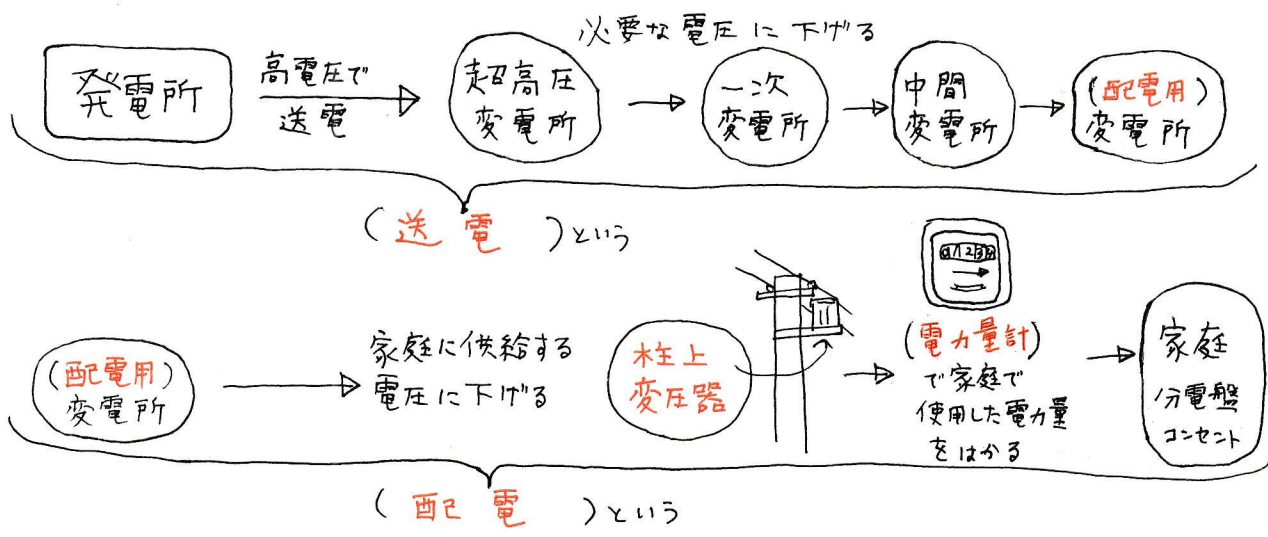 必要な電圧に下げる
発電所
高電圧で
送電
超高圧
変電所
一次
変電所
中間
変電所
(配電用)
変電所
(送電)という
(配電用)
変電所
家庭に供給する
電圧に下げる
柱上
変圧器
(電力量計)
で家庭で
使用した電力量
をはかる
家庭
分電盤
コンセント
(配電)という